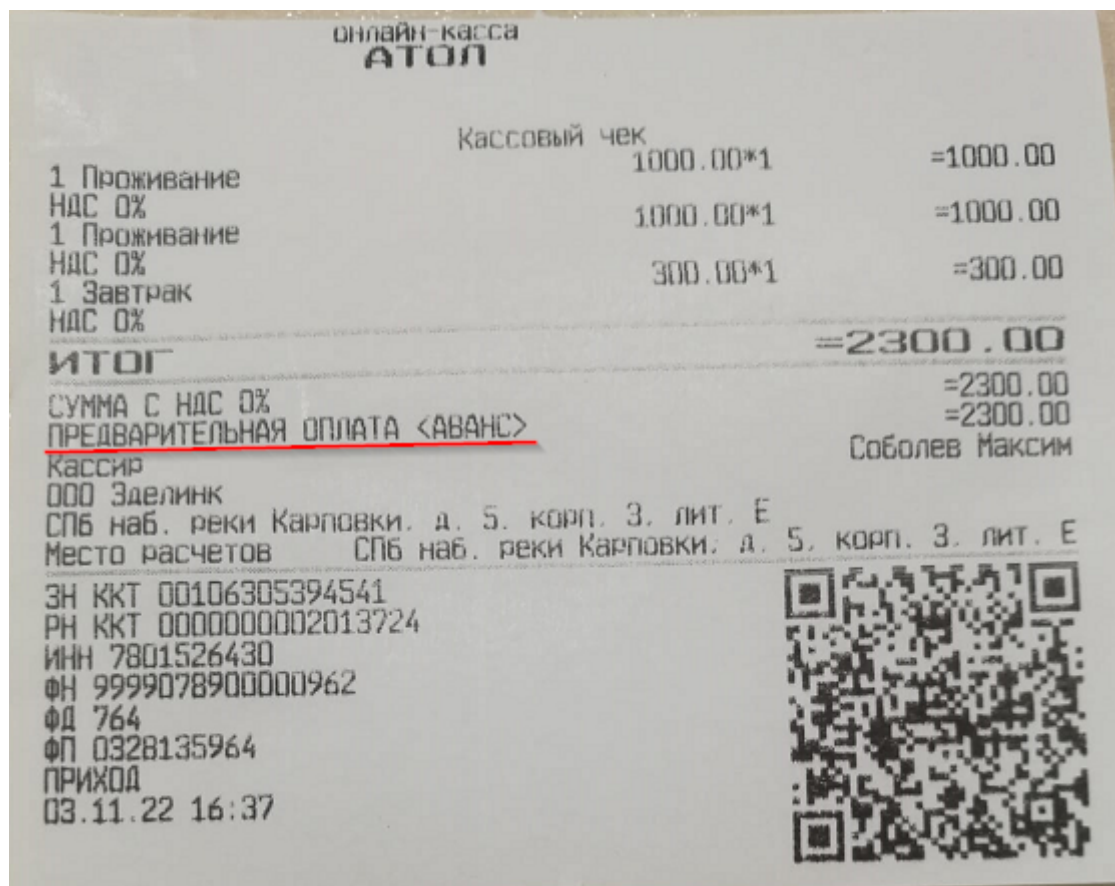 онлайн-касса
АТОЛ
Кассовый чек
1000.00*1 =1000.00
1 Проживание
НДС 0%
1000.00*1 =1000.00
1 Проживание
НДС 0%
300.00*1 =300.00
1 Завтрак
НДС 0%
ИТОГ =2300.00
СУММА С НДС 0% =2300.00
ПРЕДВАРИТЕЛЬНАЯ ОПЛАТА <АВАНС> =2300.00
Кассир Соболев Максим
ООО Эделинк
СПб наб. реки Карповки, д. 5, корп. 3, лит. Е
Место расчетов СПб наб. реки Карповки, д. 5, корп. 3, лит. Е
ЗН ККТ 00106305394541
РН ККТ 0000000002013724
ИНН 7801526430
ФН 9999078900000962
ФД 764
ФП 0328135964
ПРИХОД
03.11.22 16:37